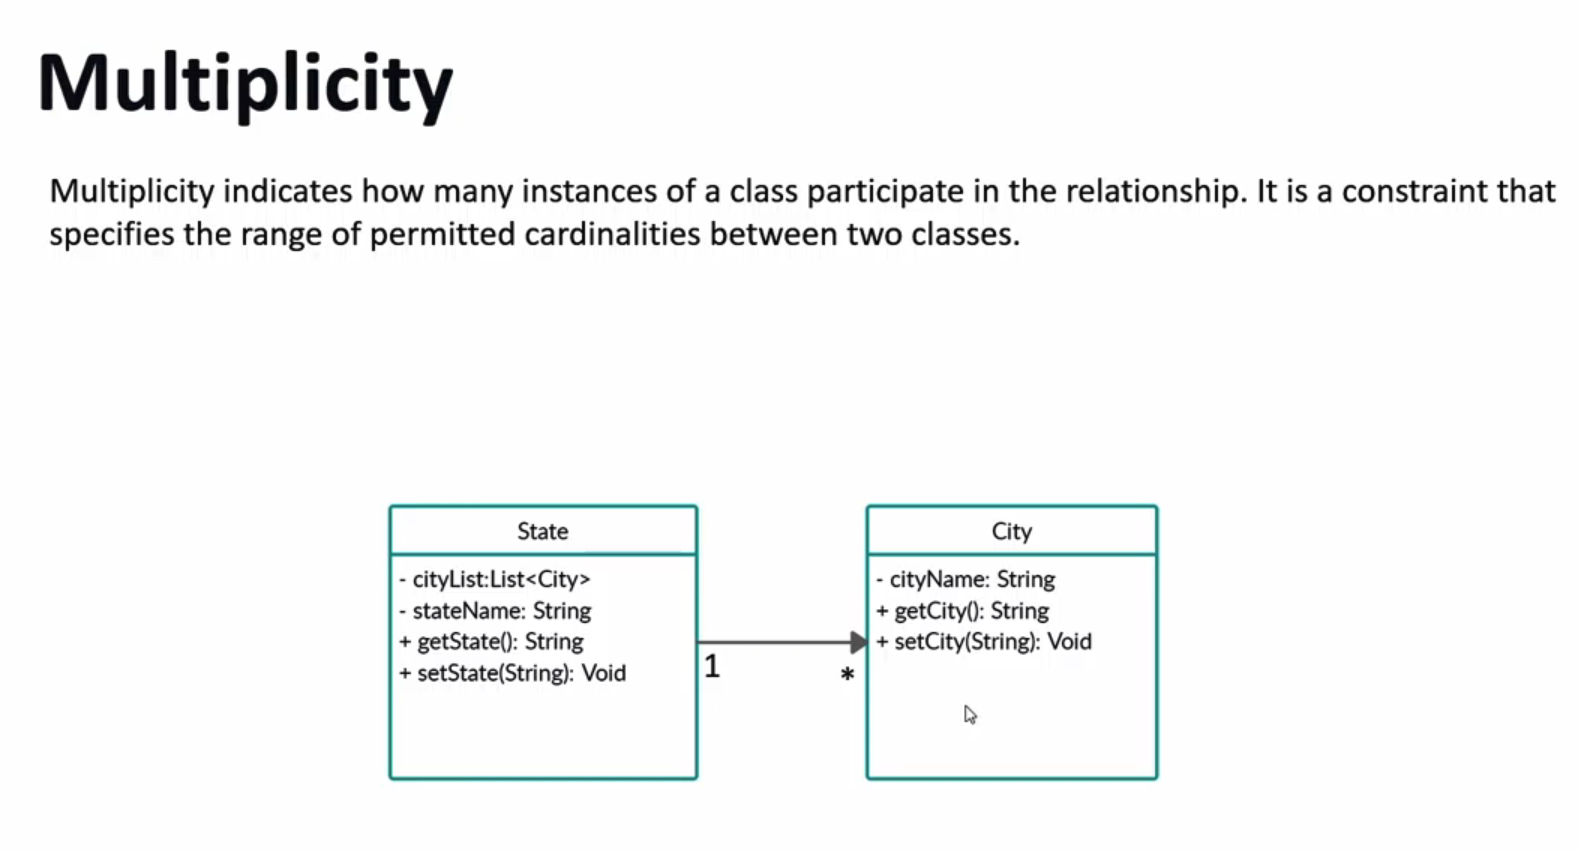 Multiplicity
Multiplicity indicates how many instances of a class participate in the relationship. It is a constraint that
specifies the range of permitted cardinalities between two classes.
State
- cityList:List<City>
- stateName: String
+ getState(): String
+ setState(String): Void
1
*
City
- cityName: String
+ getCity(): String
+ setCity(String): Void